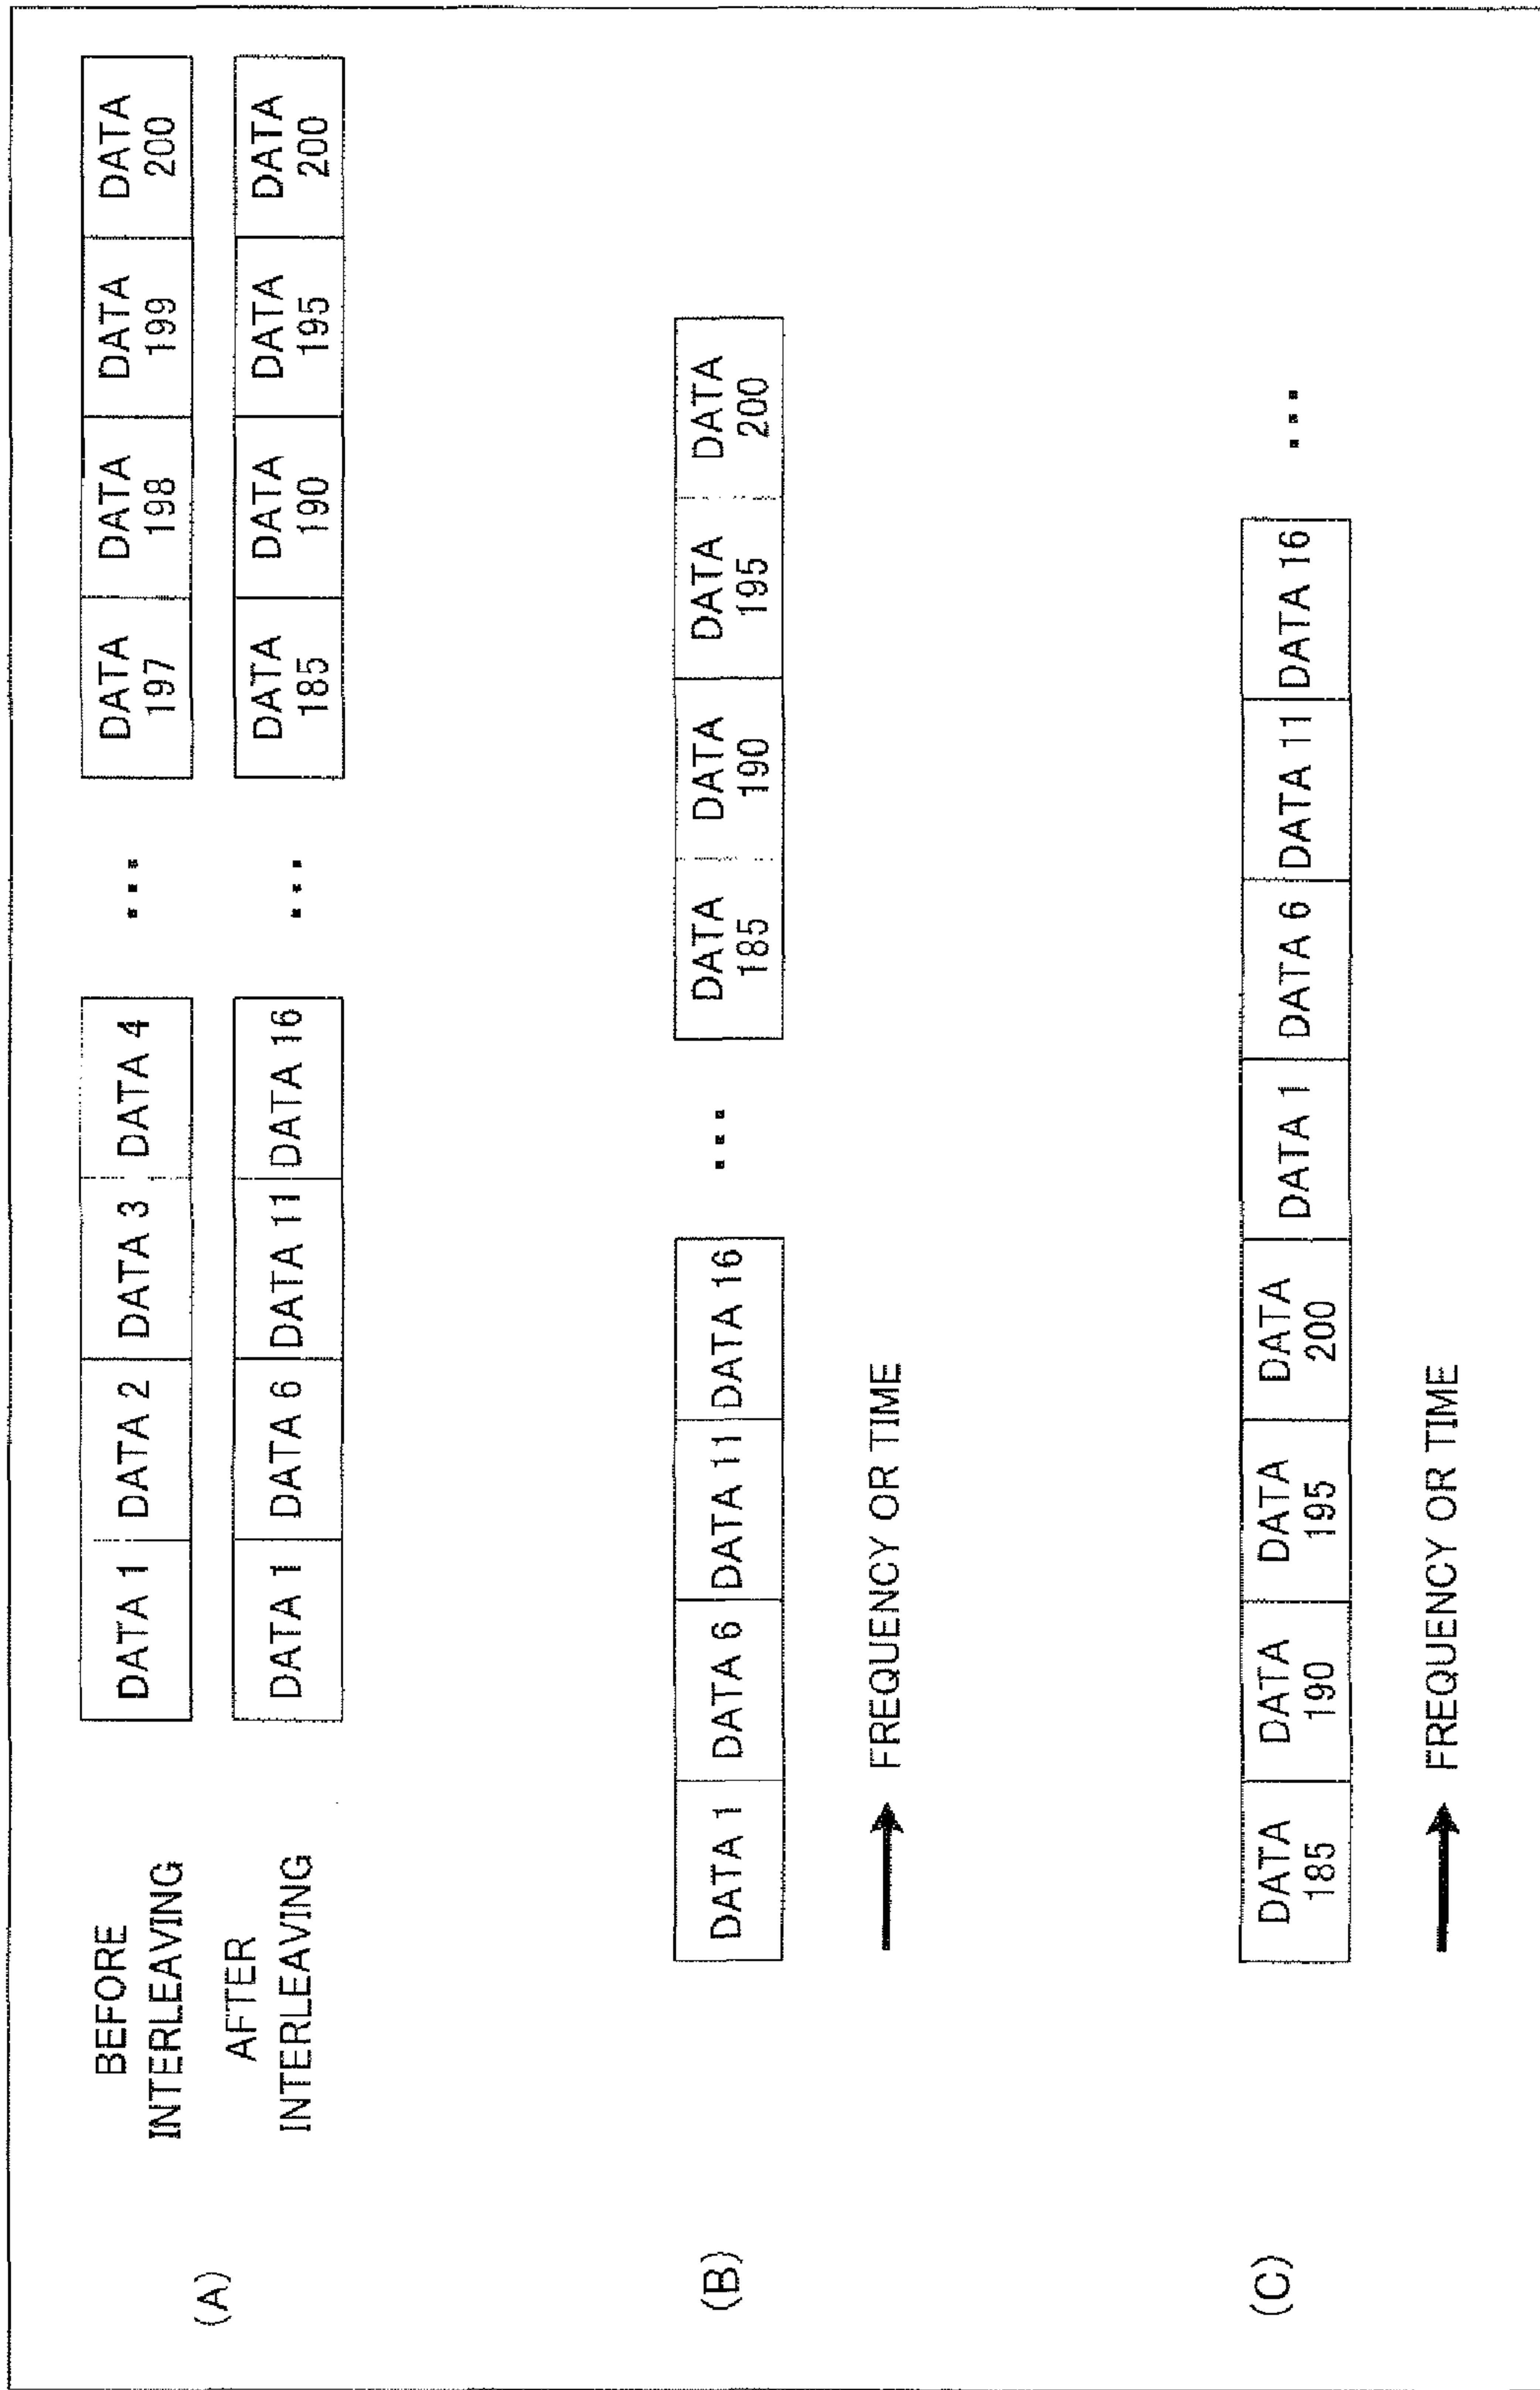 (A)
BEFORE
INTERLEAVING
DATA 1 DATA 2 DATA 3 DATA 4 ... DATA 197 DATA 198 DATA 199 DATA 200
AFTER
INTERLEAVING
DATA 1 DATA 6 DATA 11 DATA 16 ... DATA 185 DATA 190 DATA 195 DATA 200
(B)
DATA 1 DATA 6 DATA 11 DATA 16 ... DATA 185 DATA 190 DATA 195 DATA 200
FREQUENCY OR TIME
(C)
DATA 185 DATA 190 DATA 195 DATA 200 DATA 1 DATA 6 DATA 11 DATA 16 ...
FREQUENCY OR TIME